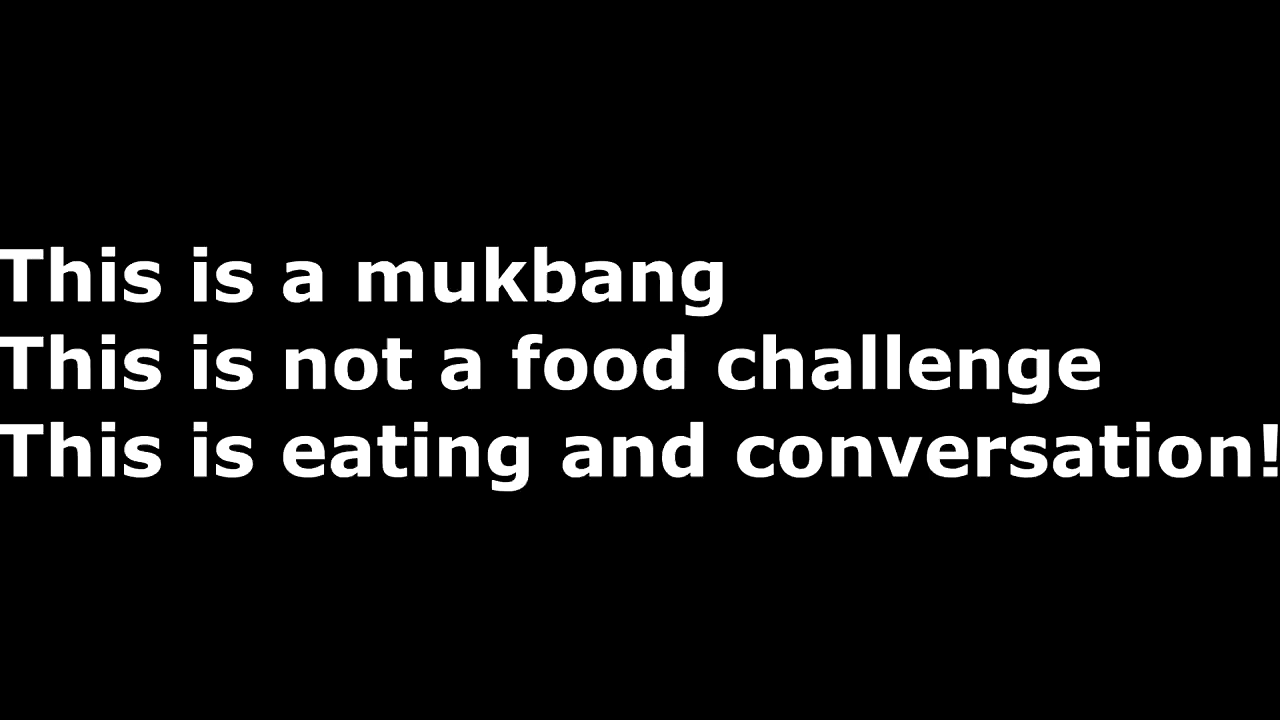 This is a mukbang
This is not a food challenge
This is eating and conversation!